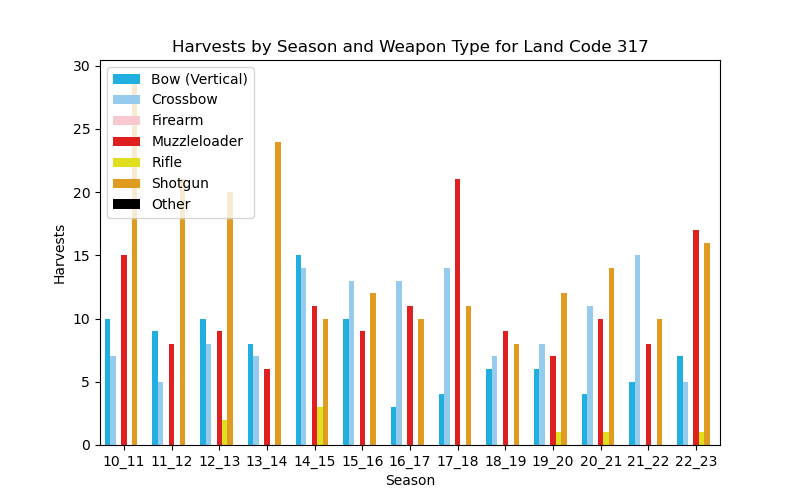 Harvests by Season and Weapon Type for Land Code 317
30
25
20
15
10
5
0
Harvests
Bow (Vertical)
Crossbow
Firearm
Muzzleloader
Rifle
Shotgun
Other
10_11 11_12 12_13 13_14 14_15 15_16 16_17 17_18 18_19 19_20 20_21 21_22 22_23
Season